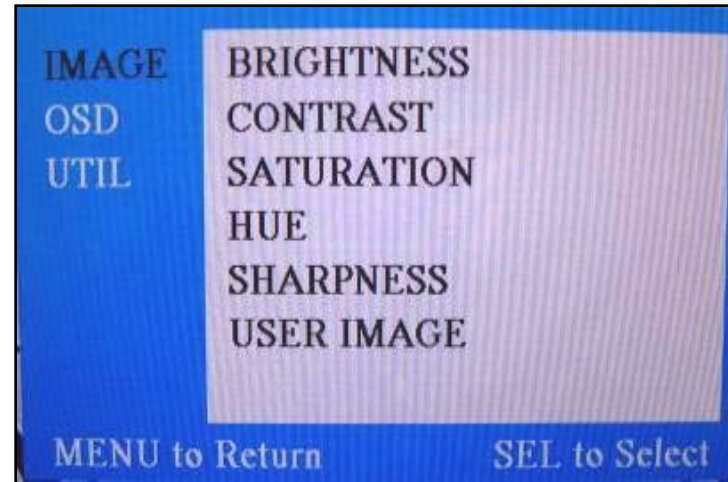 IMAGE BRIGHTNESS
OSD CONTRAST
UTIL SATURATION
HUE
SHARPNESS
USER IMAGE
MENU to Return SEL to Select